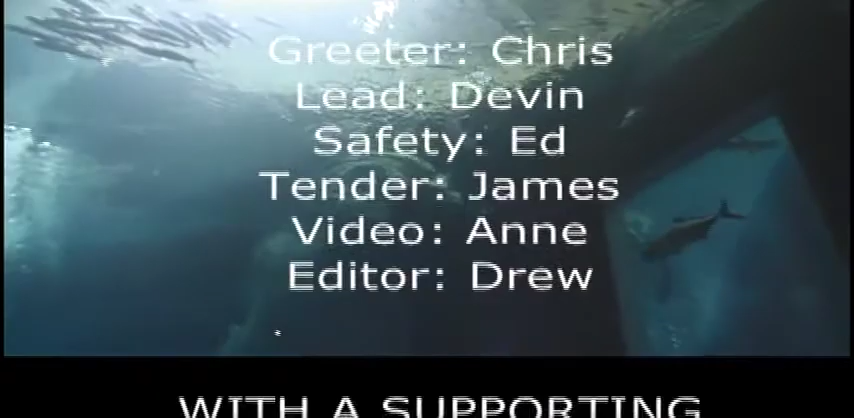 Greeter: Chris
Lead: Devin
Safety: Ed
Tender: James
Video: Anne
Editor: Drew
*
WITH A SUPPORTING